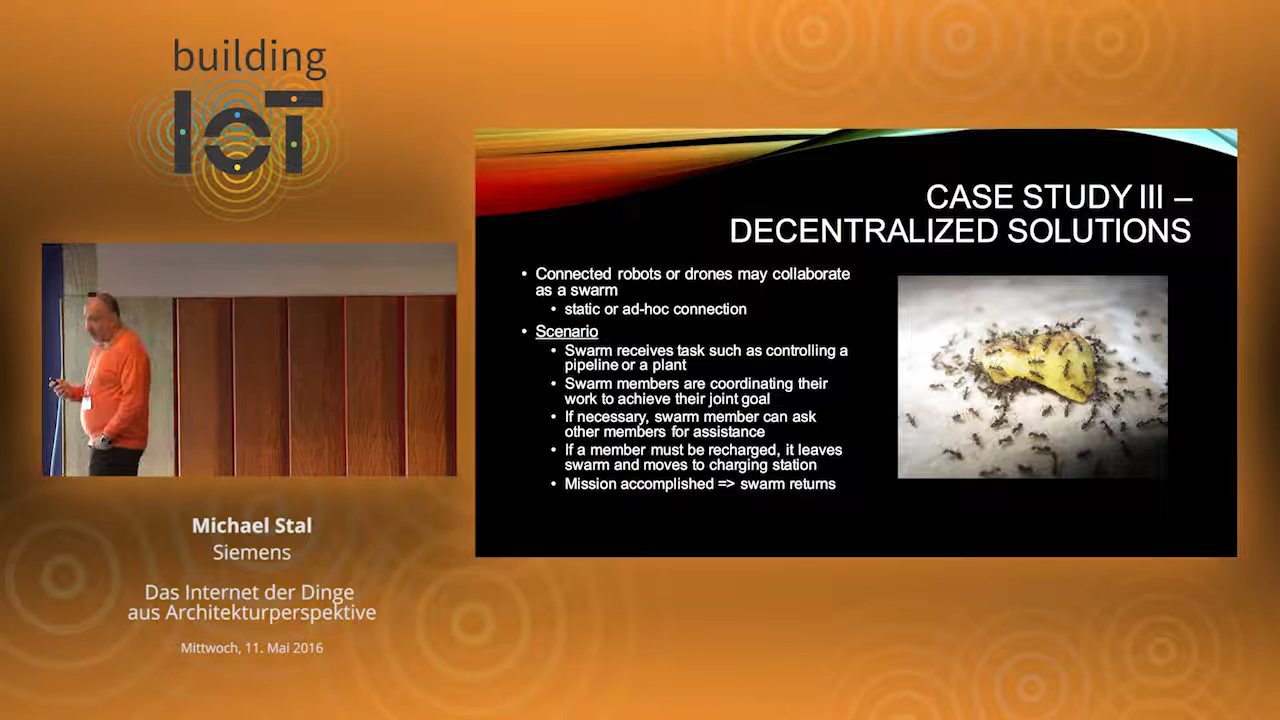 building
IoT
Michael Stal
Siemens
Das Internet der Dinge
aus Architekturperspektive
Mittwoch, 11. Mai 2016
CASE STUDY III –
DECENTRALIZED SOLUTIONS
• Connected robots or drones may collaborate
as a swarm
• static or ad-hoc connection
• Scenario
• Swarm receives task such as controlling a
pipeline or a plant
• Swarm members are coordinating their
work to achieve their joint goal
• If necessary, swarm member can ask
other members for assistance
• If a member must be recharged, it leaves
swarm and moves to charging station
• Mission accomplished => swarm returns